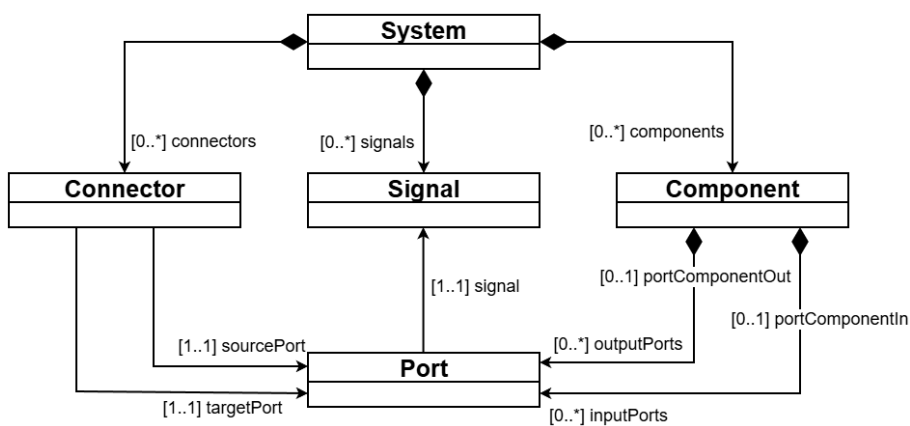 System
[0..*] connectors
[0..*] signals
[0..*] components
Connector
Signal
Component
[0..1] portComponentOut
[1..1] signal
[0..1] portComponentIn
[1..1] sourcePort
[0..*] outputPorts
Port
[1..1] targetPort
[0..*] inputPorts